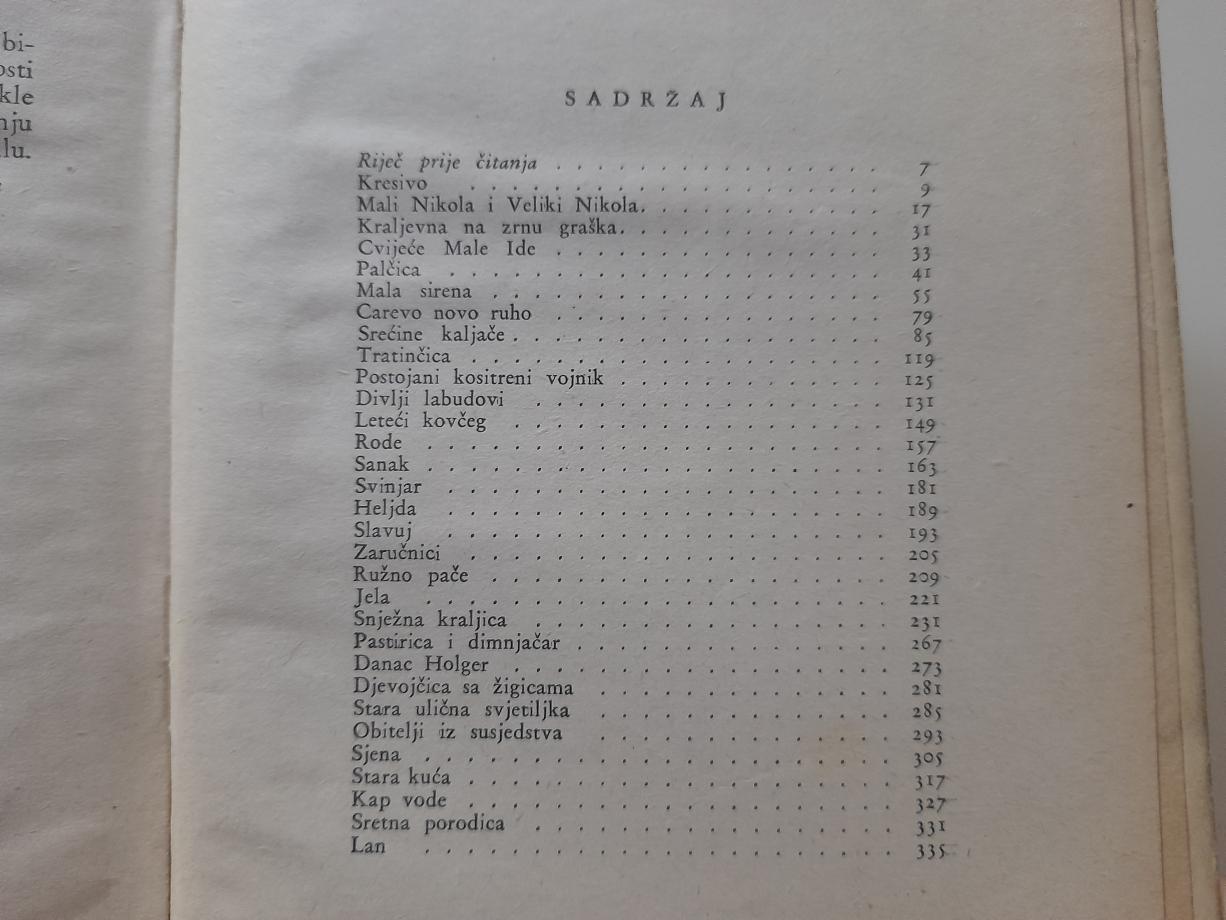 bi-
osti
kle
nju
lu.
SADRŽAJ
Riječ prije čitanja . . . . . . . . . . . . . . . . 7
Kresivo . . . . . . . . . . . . . . . . . . . . 9
Mali Nikola i Veliki Nikola. . . . . . . . . . . . 17
Kraljevna na zrnu graška. . . . . . . . . . . . . 31
Cvijeće Male Ide . . . . . . . . . . . . . . . . 33
Palčica . . . . . . . . . . . . . . . . . . . . . 41
Mala sirena . . . . . . . . . . . . . . . . . . . 55
Carevo novo ruho . . . . . . . . . . . . . . . . 79
Srećine kaljače . . . . . . . . . . . . . . . . . . 85
Tratinčica . . . . . . . . . . . . . . . . . . . . 119
Postojani kositreni vojnik . . . . . . . . . . . . . 125
Divlji labudovi . . . . . . . . . . . . . . . . . 131
Leteći kovčeg . . . . . . . . . . . . . . . . . . 149
Rode . . . . . . . . . . . . . . . . . . . . . . 157
Sanak . . . . . . . . . . . . . . . . . . . . . . 163
Svinjar . . . . . . . . . . . . . . . . . . . . . 181
Heljda . . . . . . . . . . . . . . . . . . . . . 189
Slavuj . . . . . . . . . . . . . . . . . . . . . 193
Zaručnici . . . . . . . . . . . . . . . . . . . . 205
Ružno pače . . . . . . . . . . . . . . . . . . . 209
Jela . . . . . . . . . . . . . . . . . . . . . . 221
Snježna kraljica . . . . . . . . . . . . . . . . . 231
Pastirica i dimnjačar . . . . . . . . . . . . . . . 267
Danac Holger . . . . . . . . . . . . . . . . . . 273
Djevojčica sa žigicama . . . . . . . . . . . . . . 281
Stara ulična svjetiljka . . . . . . . . . . . . . . 285
Obitelji iz susjedstva . . . . . . . . . . . . . . 293
Sjena . . . . . . . . . . . . . . . . . . . . . . 305
Stara kuća . . . . . . . . . . . . . . . . . . . . 317
Kap vode . . . . . . . . . . . . . . . . . . . . 327
Sretna porodica . . . . . . . . . . . . . . . . . 331
Lan . . . . . . . . . . . . . . . . . . . . . . 335